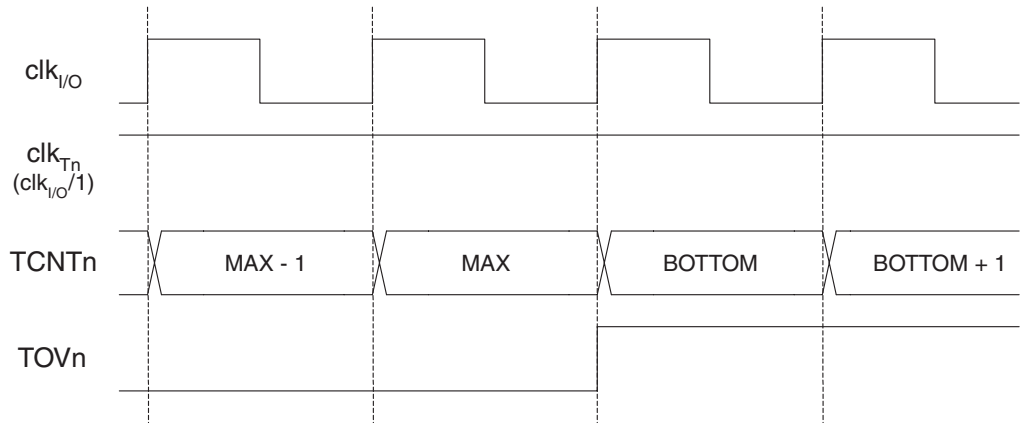 clkI/O
clkTn
(clkI/O/1)
TCNTn MAX - 1 MAX BOTTOM BOTTOM + 1
TOVn